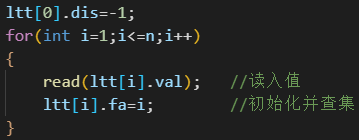 ltt[0].dis=-1;
for(int i=1;i<=n;i++)
{
    read(ltt[i].val);   //读入值
    ltt[i].fa=i;        //初始化并查集
}